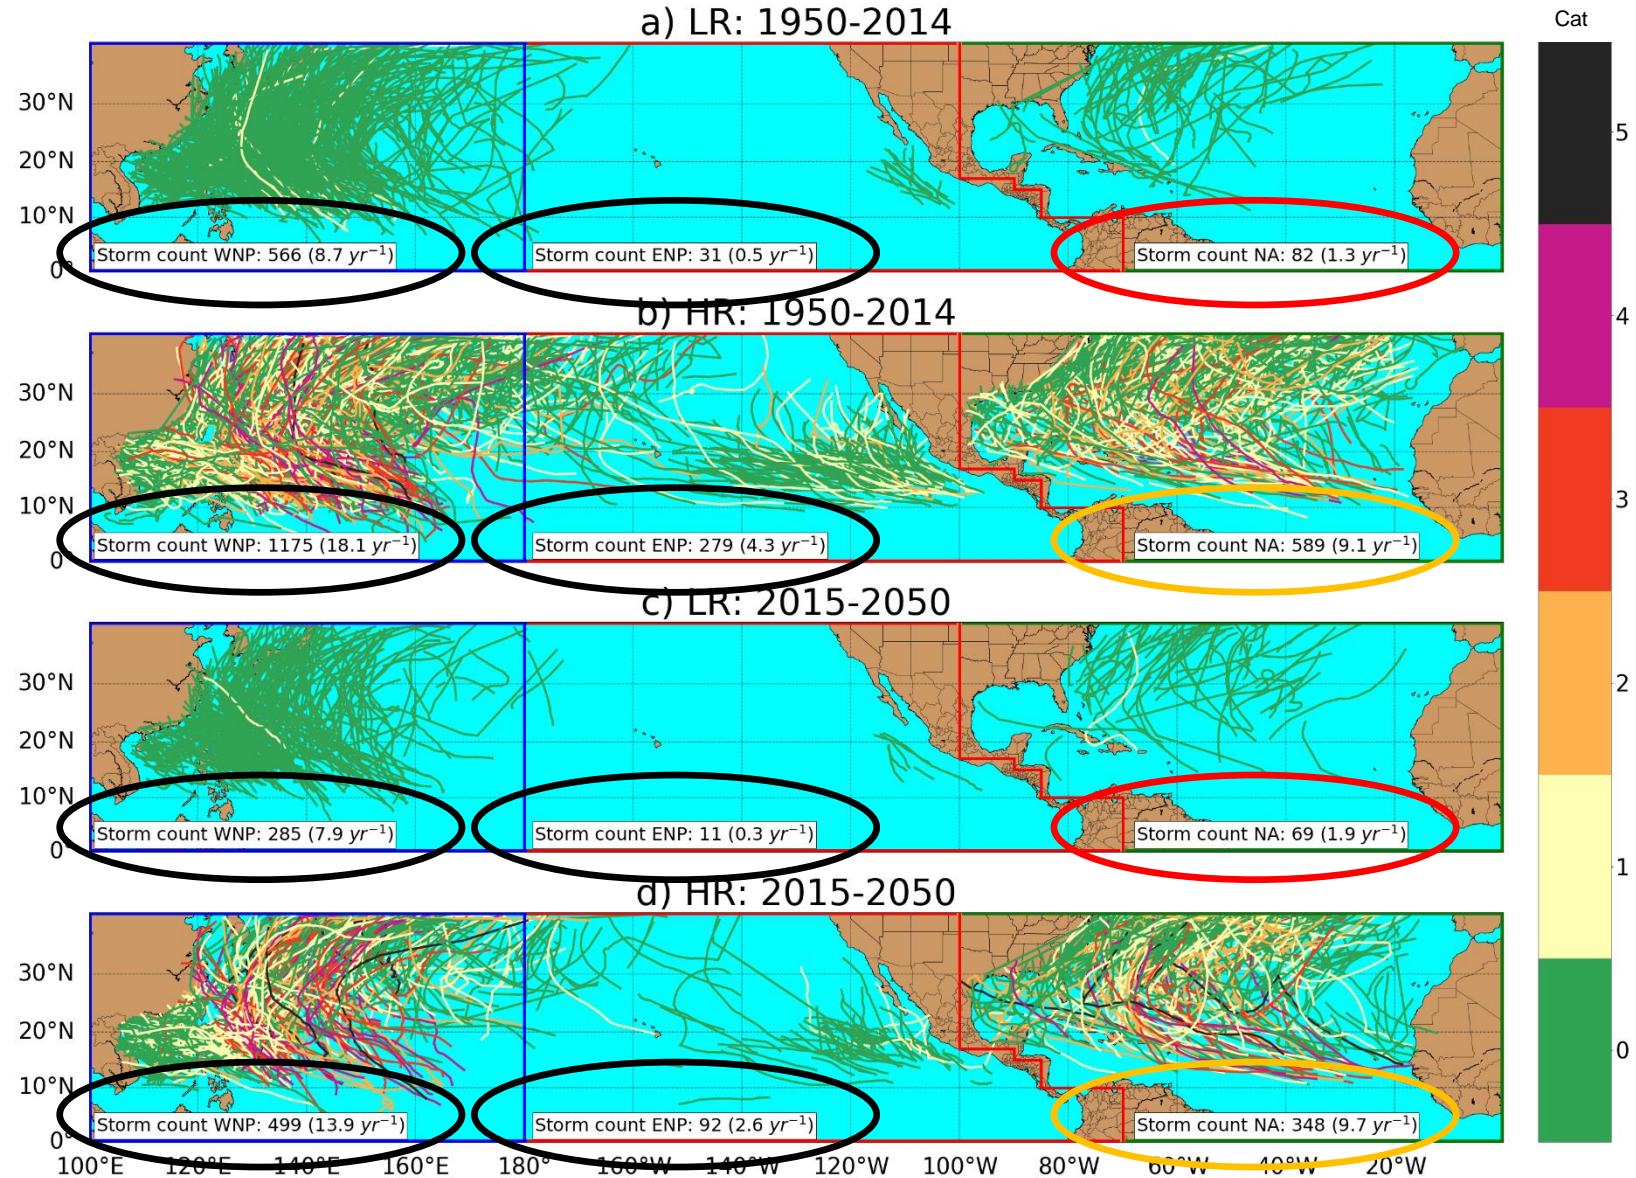 a) LR: 1950-2014
Cat
30°N
20°N
10°N
0°
Storm count WNP: 566 (8.7 yr⁻¹)
Storm count ENP: 31 (0.5 yr⁻¹)
Storm count NA: 82 (1.3 yr⁻¹)
b) HR: 1950-2014
30°N
20°N
10°N
0°
Storm count WNP: 1175 (18.1 yr⁻¹)
Storm count ENP: 279 (4.3 yr⁻¹)
Storm count NA: 589 (9.1 yr⁻¹)
c) LR: 2015-2050
30°N
20°N
10°N
0°
Storm count WNP: 285 (7.9 yr⁻¹)
Storm count ENP: 11 (0.3 yr⁻¹)
Storm count NA: 69 (1.9 yr⁻¹)
d) HR: 2015-2050
30°N
20°N
10°N
0°
Storm count WNP: 499 (13.9 yr⁻¹)
Storm count ENP: 92 (2.6 yr⁻¹)
Storm count NA: 348 (9.7 yr⁻¹)
100°E 120°E 140°E 160°E 180° 160°W 140°W 120°W 100°W 80°W 60°W 40°W 20°W
5
4
3
2
1
0